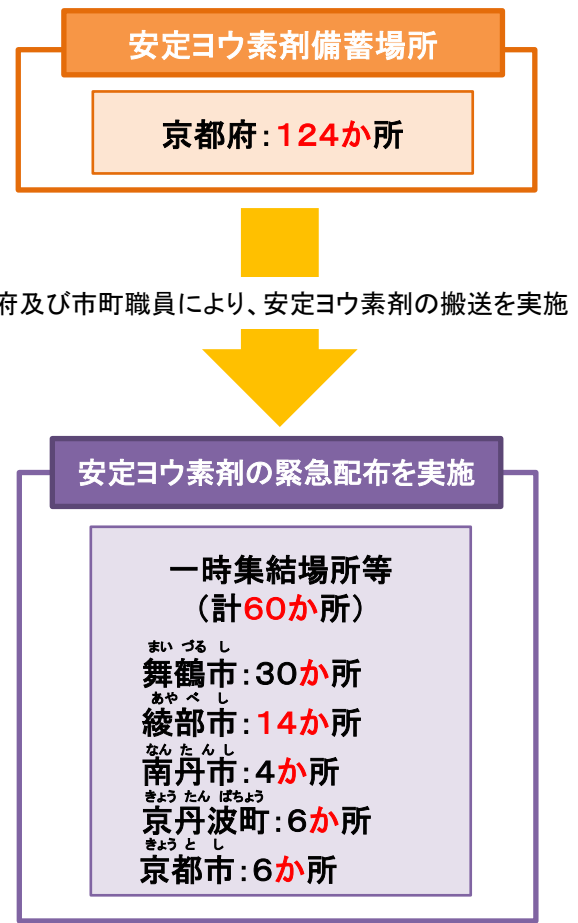 安定ヨウ素剤備蓄場所
京都府：124か所
府及び市町職員により、安定ヨウ素剤の搬送を実施
安定ヨウ素剤の緊急配布を実施
一時集結場所等
（計60か所）
まい づる し
舞鶴市：30か所
あや べ し
綾部市：14か所
なん たん し
南丹市：4か所
きょう たん ばちょう
京丹波町：6か所
きょう と し
京都市：6か所